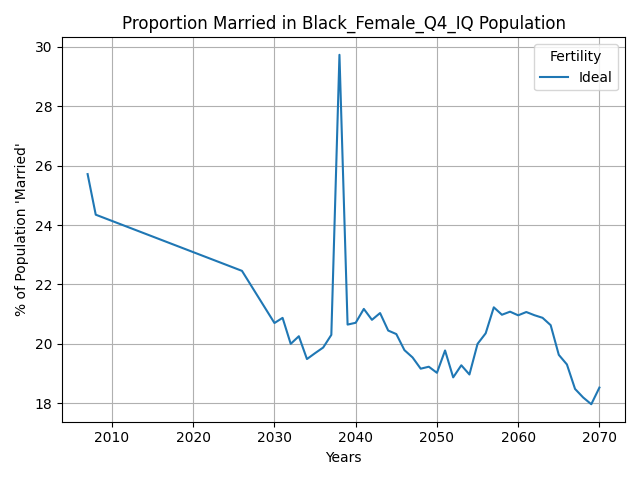 Proportion Married in Black_Female_Q4_IQ Population
% of Population 'Married'
30
28
26
24
22
20
18
Fertility
Ideal
2010 2020 2030 2040 2050 2060 2070
Years